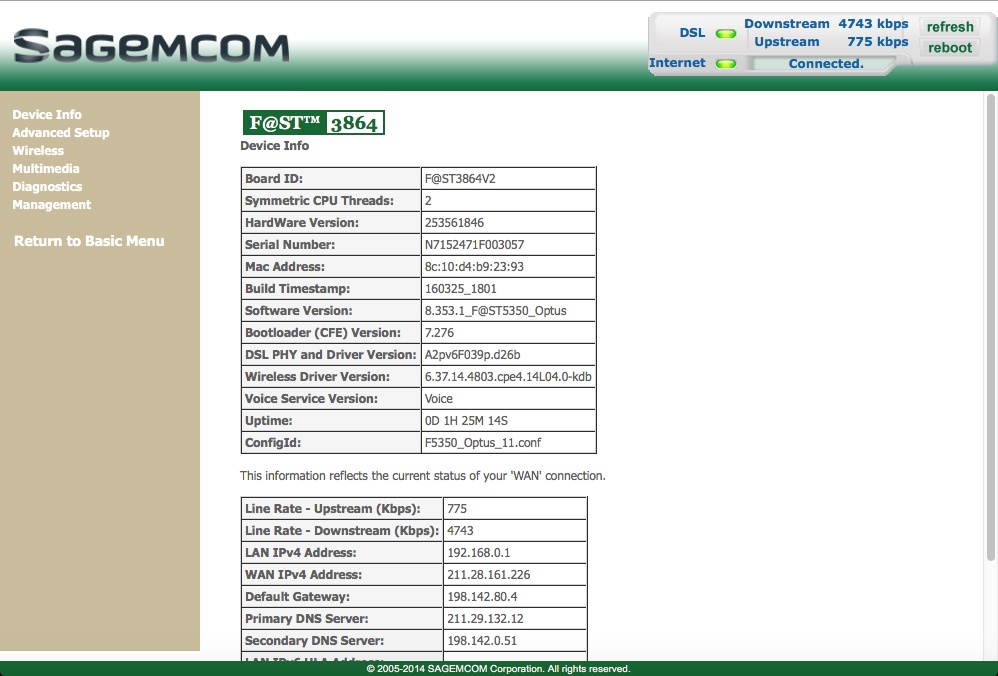 SAGEMCOM
DSL
Downstream 4743 kbps
Upstream 775 kbps
Internet
Connected.
refresh
reboot
Device Info
Advanced Setup
Wireless
Multimedia
Diagnostics
Management
Return to Basic Menu
F@ST™ 3864
Device Info
Board ID: F@ST3864V2
Symmetric CPU Threads: 2
HardWare Version: 253561846
Serial Number: N7152471F003057
Mac Address: 8c:10:d4:b9:23:93
Build Timestamp: 160325_1801
Software Version: 8.353.1_F@ST5350_Optus
Bootloader (CFE) Version: 7.276
DSL PHY and Driver Version: A2pv6F039p.d26b
Wireless Driver Version: 6.37.14.4803.cpe4.14L04.0-kdb
Voice Service Version: Voice
Uptime: 0D 1H 25M 14S
ConfigId: F5350_Optus_11.conf
This information reflects the current status of your 'WAN' connection.
Line Rate - Upstream (Kbps): 775
Line Rate - Downstream (Kbps): 4743
LAN IPv4 Address: 192.168.0.1
WAN IPv4 Address: 211.28.161.226
Default Gateway: 198.142.80.4
Primary DNS Server: 211.29.132.12
Secondary DNS Server: 198.142.0.51
LAN IPv6 ULA Address:
© 2005-2014 SAGEMCOM Corporation. All rights reserved.